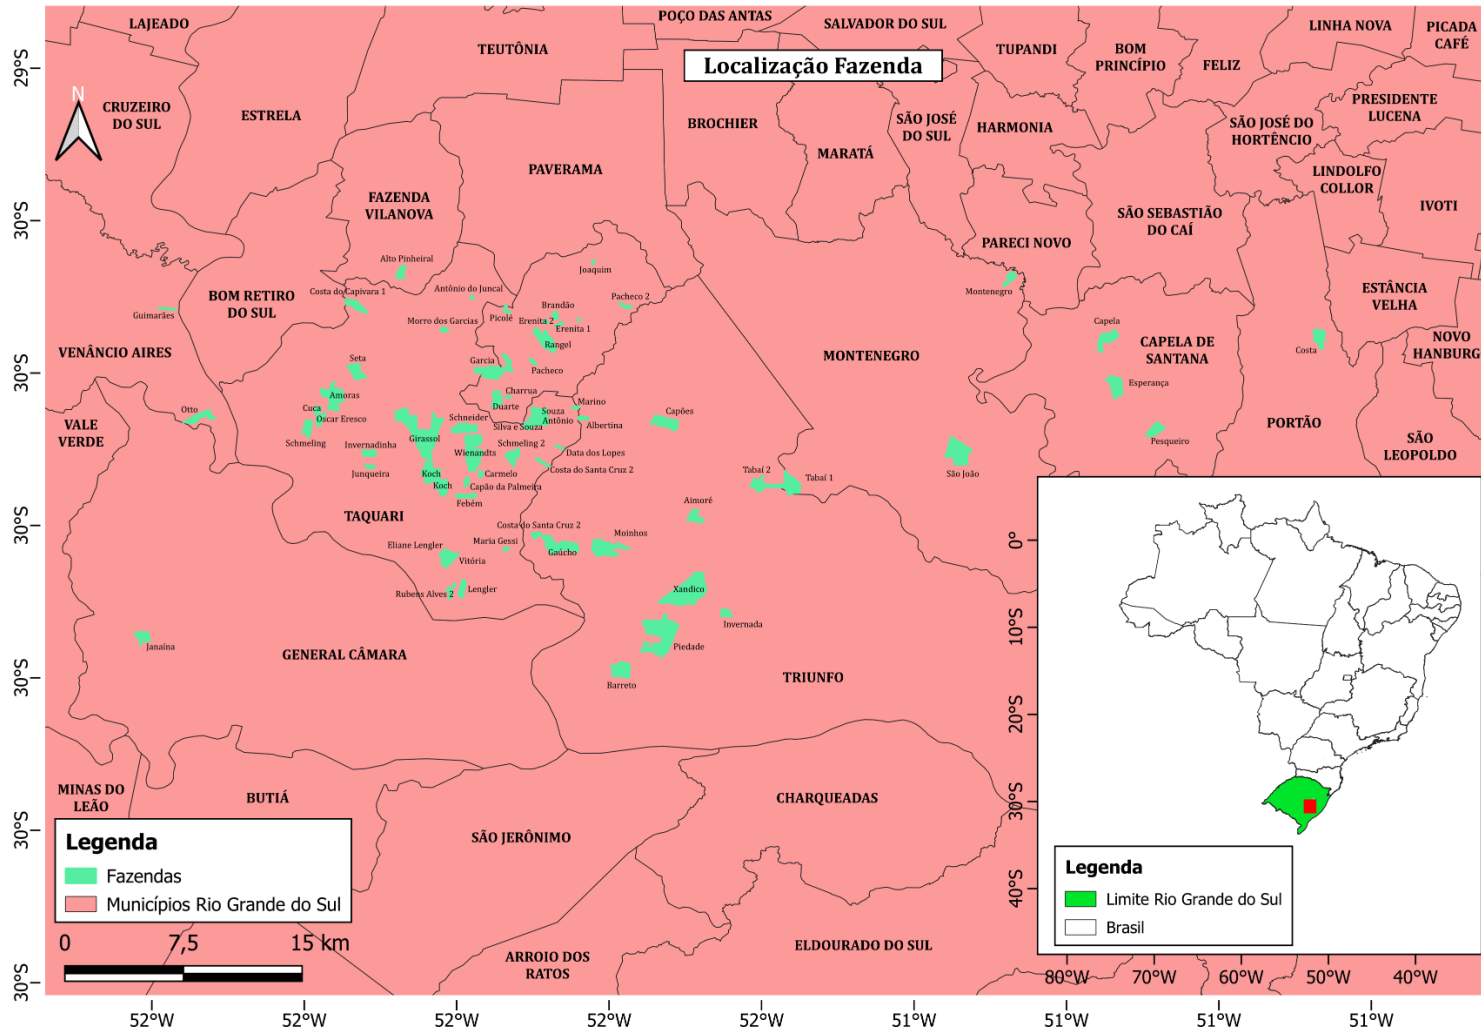 LAJEADO
POÇO DAS ANTAS
SALVADOR DO SUL
LINHA NOVA
PICADA
CAFÉ
TEUTÔNIA
TUPANDI
BOM
PRINCÍPIO
FELIZ
Localização Fazenda
29°S
N
CRUZEIRO
DO SUL
ESTRELA
BROCHIER
SÃO JOSÉ
DO SUL
HARMONIA
SÃO JOSÉ DO
HORTÊNCIO
PRESIDENTE
LUCENA
MARATÁ
PAVERAMA
LINDOLFO
COLLOR
FAZENDA
VILANOVA
IVOTI
30°S
SÃO SEBASTIÃO
DO CAÍ
PARECI NOVO
Alto Pinheiral
Joaquim
Montenegro
BOM RETIRO
DO SUL
Costa do Capivara 1
Antônio do Juncal
Pacheco 2
ESTÂNCIA
VELHA
Guimarães
Picolé
Brandão
Erenita 2
Erenita 1
Morro dos Garcias
Rangel
Capela
CAPELA DE
SANTANA
Costa
NOVO
HANBURG
VENÂNCIO AIRES
MONTENEGRO
Seta
Garcia
Pacheco
30°S
Esperança
Amoras
Charrua
Duarte
Marino
Otto
Cuca
Oscar Eresco
Souza
Antônio
Albertina
Capões
VALE
VERDE
Schmeling
Schneider
Silva e Souza
PORTÃO
Girassol
Invernadinha
Wienandts
Schmeling 2
Data dos Lopes
Pesqueiro
SÃO
LEOPOLDO
Junqueira
Koch
Carmelo
Costa do Santa Cruz 2
Tabaí 2
Tabaí 1
São João
Koch
Capão da Palmeira
Febém
Aimoré
TAQUARI
30°S
Costa do Santa Cruz 2
Moinhos
Eliane Lengler
Maria Gessi
Gaúcho
Vitória
Rubens Alves 2
Lengler
Xandico
Invernada
Janaína
GENERAL CÂMARA
Piedade
30°S
Barreto
TRIUNFO
0°
10°S
20°S
30°S
40°S
MINAS DO
LEÃO
BUTIÁ
CHARQUEADAS
30°S
SÃO JERÔNIMO
Legenda
Fazendas
Municípios Rio Grande do Sul
0 7,5 15 km
Legenda
Limite Rio Grande do Sul
Brasil
ELDOURADO DO SUL
ARROIO DOS
RATOS
30°S
80°W 70°W 60°W 50°W 40°W
52°W 52°W 52°W 52°W 52°W 51°W 51°W 51°W 51°W